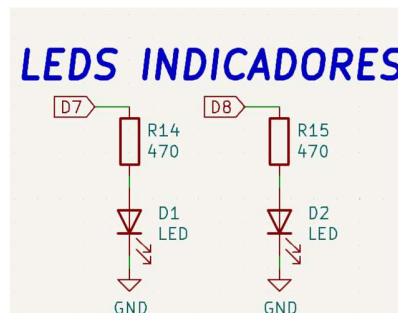 LEDS INDICADORES
D7 D8
R14 R15
470 470
D1 D2
LED LED
GND GND